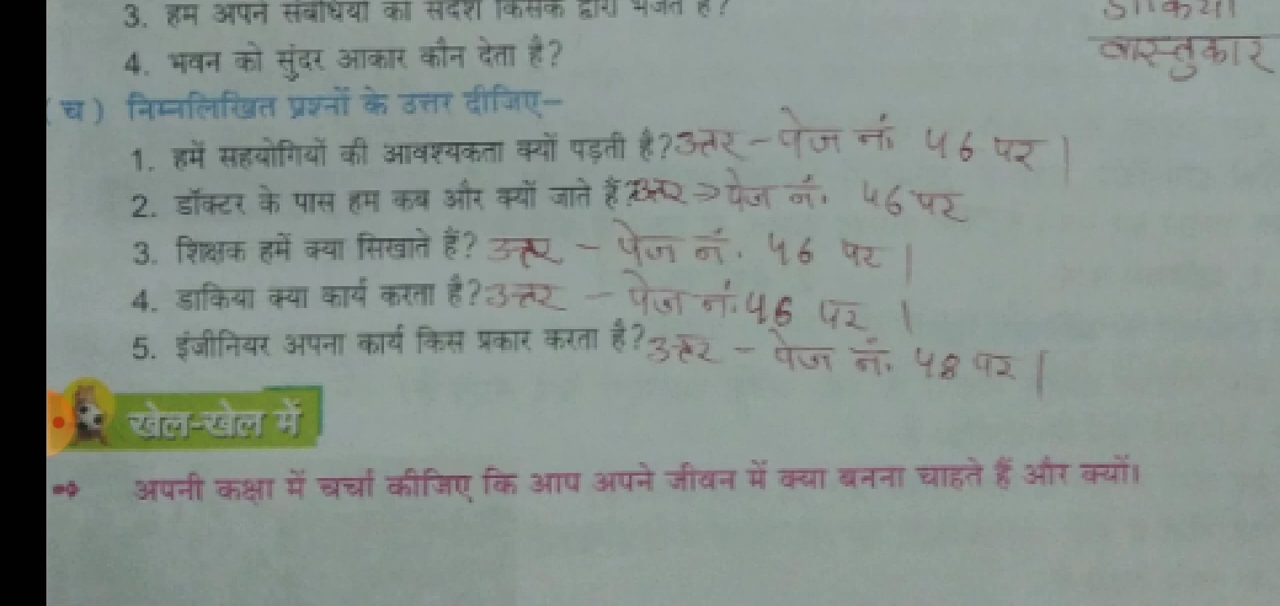 3. हम अपने संबंधियों को संदेश किसके द्वारा भेजते हैं?
डाकिया
4. भवन को सुंदर आकार कौन देता है?
वास्तुकार
(च) निम्नलिखित प्रश्नों के उत्तर दीजिए–
1. हमें सहयोगियों की आवश्यकता क्यों पड़ती है? उत्तर – पेज नं. 46 पर |
2. डॉक्टर के पास हम कब और क्यों जाते हैं? उत्तर → पेज नं. 46 पर
3. शिक्षक हमें क्या सिखाते हैं? उत्तर – पेज नं. 46 पर |
4. डाकिया क्या कार्य करता है? उत्तर – पेज नं. 46 पर |
5. इंजीनियर अपना कार्य किस प्रकार करता है? उत्तर – पेज नं. 48 पर |
खेल-खेल में
अपनी कक्षा में चर्चा कीजिए कि आप अपने जीवन में क्या बनना चाहते हैं और क्यों।